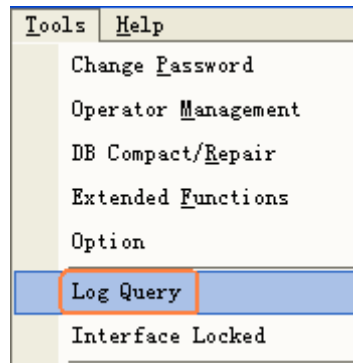 Tools Help
Change Password
Operator Management
DB Compact/Repair
Extended Functions
Option
Log Query
Interface Locked